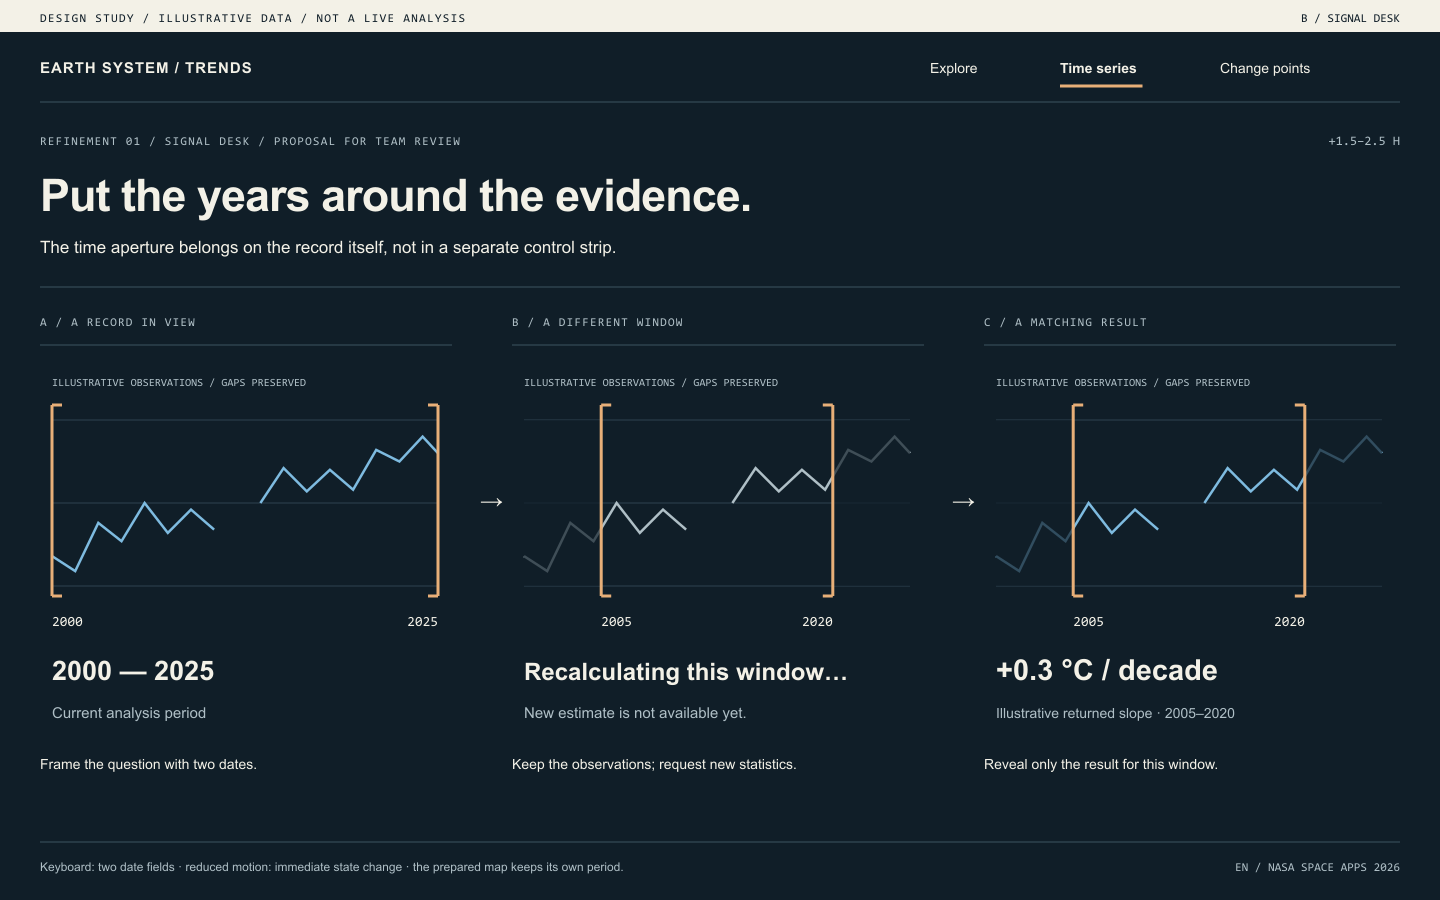 DESIGN STUDY / ILLUSTRATIVE DATA / NOT A LIVE ANALYSIS
B / SIGNAL DESK
EARTH SYSTEM / TRENDS
Explore
Time series
Change points
REFINEMENT 01 / SIGNAL DESK / PROPOSAL FOR TEAM REVIEW
+1.5–2.5 H
Put the years around the evidence.
The time aperture belongs on the record itself, not in a separate control strip.
A / A RECORD IN VIEW
ILLUSTRATIVE OBSERVATIONS / GAPS PRESERVED
2000
2025
2000 — 2025
Current analysis period
Frame the question with two dates.
→
B / A DIFFERENT WINDOW
ILLUSTRATIVE OBSERVATIONS / GAPS PRESERVED
2005
2020
Recalculating this window…
New estimate is not available yet.
Keep the observations; request new statistics.
→
C / A MATCHING RESULT
ILLUSTRATIVE OBSERVATIONS / GAPS PRESERVED
2005
2020
+0.3 °C / decade
Illustrative returned slope · 2005–2020
Reveal only the result for this window.
Keyboard: two date fields · reduced motion: immediate state change · the prepared map keeps its own period.
EN / NASA SPACE APPS 2026